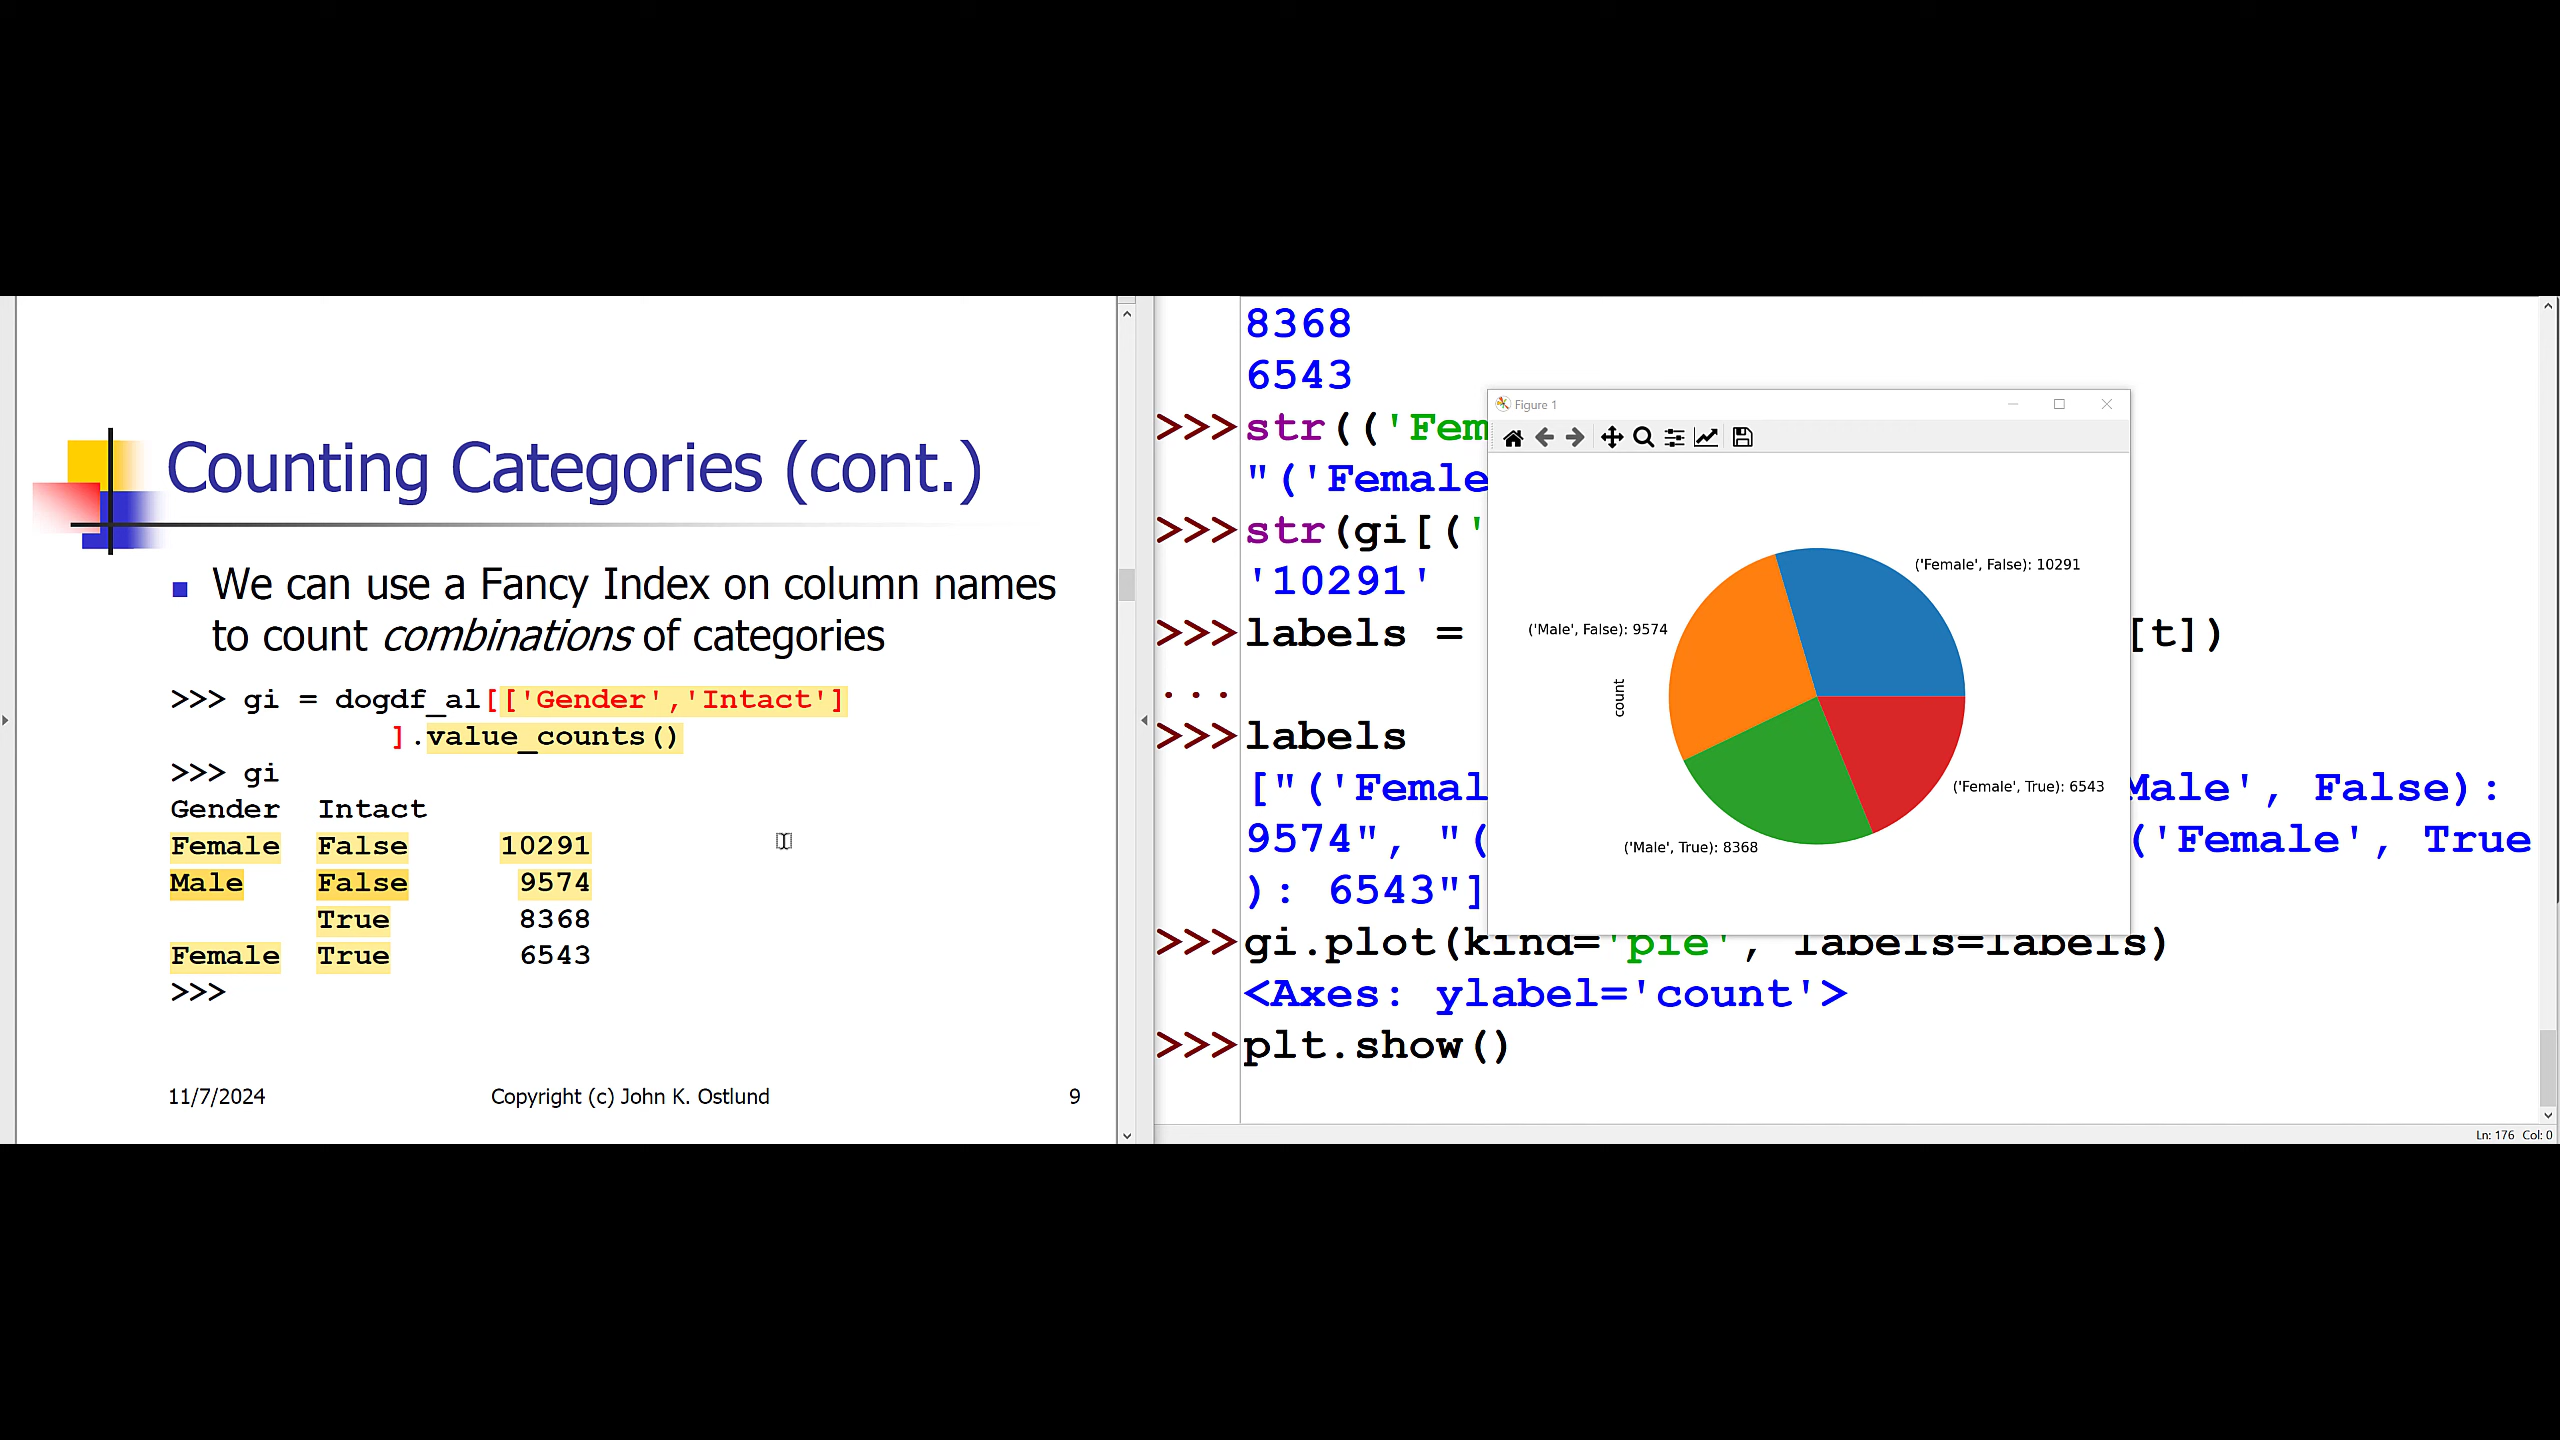 Counting Categories (cont.)
We can use a Fancy Index on column names
to count combinations of categories
>>> gi = dogdf_al[['Gender','Intact']
].value_counts()
>>> gi
Gender Intact
Female False 10291
Male False 9574
True 8368
Female True 6543
>>>
11/7/2024 Copyright (c) John K. Ostlund 9
8368
6543
>>> str(('Fem
"('Female
>>> str(gi[('
'10291'
>>> labels = [t])
...
>>> labels
["('Femal Male', False):
9574", "( ('Female', True
): 6543"]
>>> gi.plot(kind='pie', labels=labels)
<Axes: ylabel='count'>
>>> plt.show()
Figure 1
('Female', False): 10291
('Male', False): 9574
count
('Female', True): 6543
('Male', True): 8368
Ln: 176 Col: 0